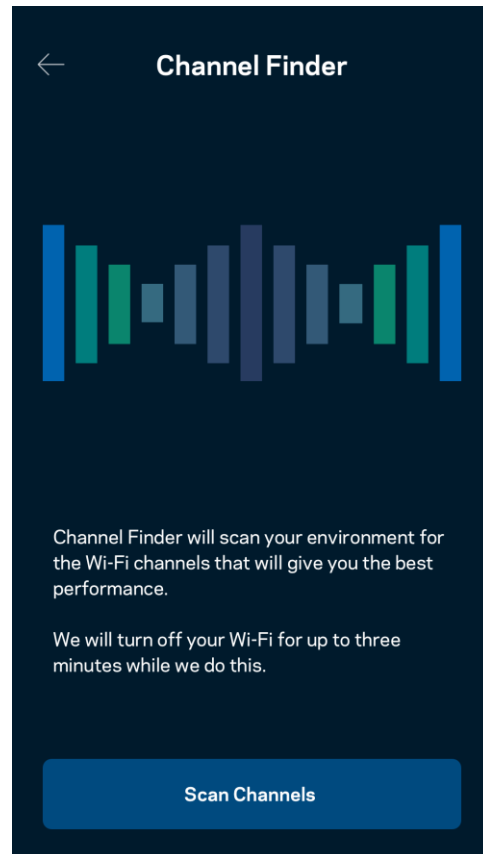 Channel Finder
Channel Finder will scan your environment for
the Wi-Fi channels that will give you the best
performance.
We will turn off your Wi-Fi for up to three
minutes while we do this.
Scan Channels